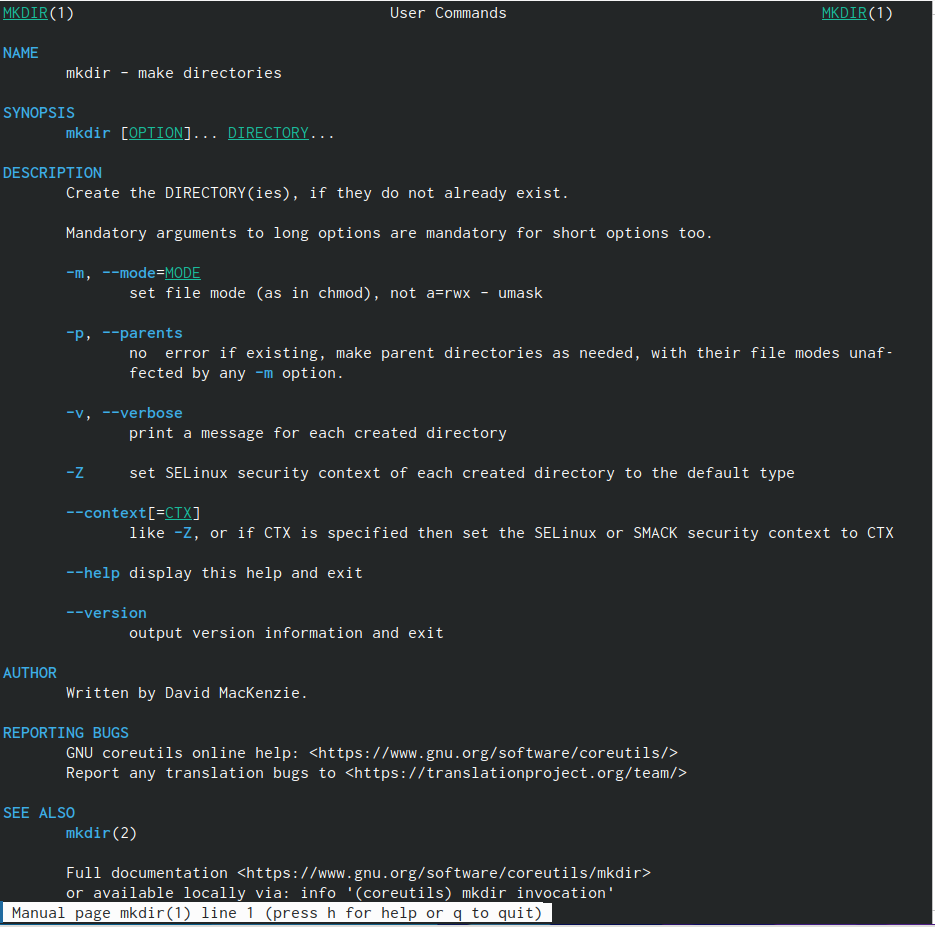 MKDIR(1) User Commands MKDIR(1)
NAME
mkdir - make directories
SYNOPSIS
mkdir [OPTION]... DIRECTORY...
DESCRIPTION
Create the DIRECTORY(ies), if they do not already exist.
Mandatory arguments to long options are mandatory for short options too.
-m, --mode=MODE
set file mode (as in chmod), not a=rwx - umask
-p, --parents
no  error if existing, make parent directories as needed, with their file modes unaf-
fected by any -m option.
-v, --verbose
print a message for each created directory
-Z     set SELinux security context of each created directory to the default type
--context[=CTX]
like -Z, or if CTX is specified then set the SELinux or SMACK security context to CTX
--help display this help and exit
--version
output version information and exit
AUTHOR
Written by David MacKenzie.
REPORTING BUGS
GNU coreutils online help: <https://www.gnu.org/software/coreutils/>
Report any translation bugs to <https://translationproject.org/team/>
SEE ALSO
mkdir(2)
Full documentation <https://www.gnu.org/software/coreutils/mkdir>
or available locally via: info '(coreutils) mkdir invocation'
Manual page mkdir(1) line 1 (press h for help or q to quit)